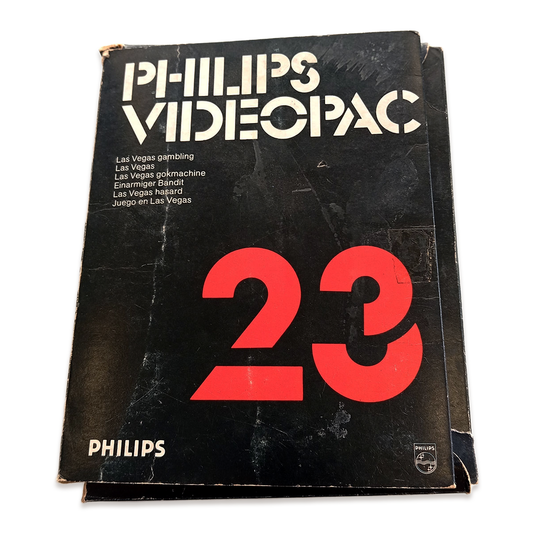 PHILIPS
VIDEOPAC
Las Vegas gambling
Las Vegas
Las Vegas gokmachine
Einarmiger Bandit
Las Vegas hasard
Juego en Las Vegas
23
PHILIPS
PHILIPS